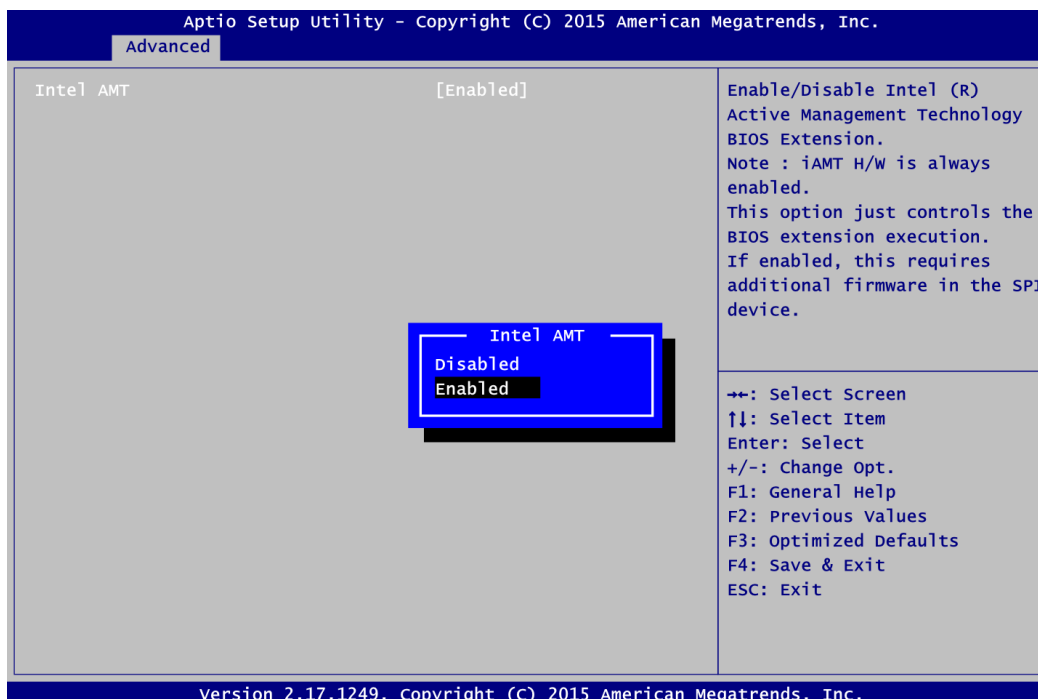 Aptio Setup Utility - Copyright (C) 2015 American Megatrends, Inc.
Advanced
Intel AMT [Enabled]
Enable/Disable Intel (R)
Active Management Technology
BIOS Extension.
Note : iAMT H/W is always
enabled.
This option just controls the
BIOS extension execution.
If enabled, this requires
additional firmware in the SPI
device.
Intel AMT
Disabled
Enabled
→←: Select Screen
↑↓: Select Item
Enter: Select
+/-: Change Opt.
F1: General Help
F2: Previous Values
F3: Optimized Defaults
F4: Save & Exit
ESC: Exit
Version 2.17.1249. Copyright (C) 2015 American Megatrends, Inc.